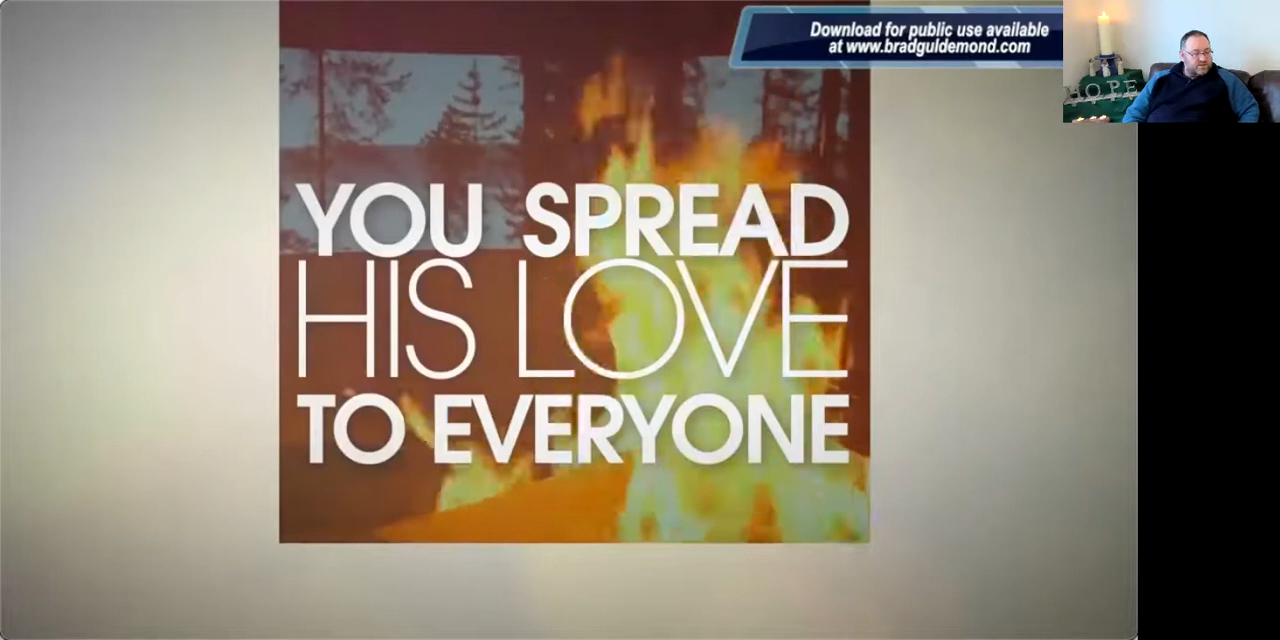 Download for public use available
at www.bradguldemond.com
HOPE
YOU SPREAD
HIS LOVE
TO EVERYONE